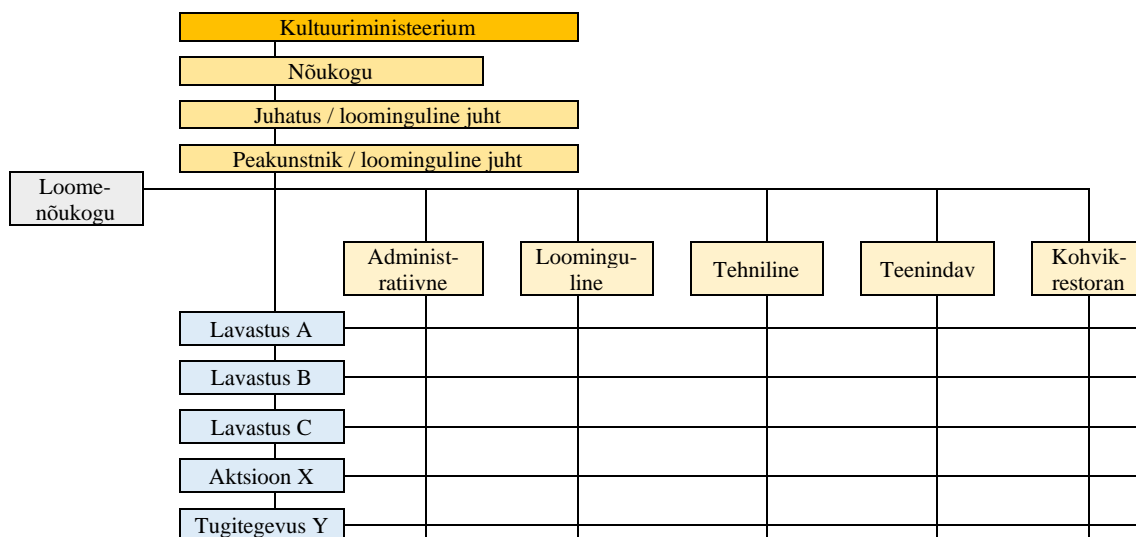 Kultuuriministeerium
Nõukogu
Juhatus / loominguline juht
Peakunstnik / loominguline juht
Loome-
nõukogu
Administ-
ratiivne
Loomingu-
line
Tehniline
Teenindav
Kohvik-
restoran
Lavastus A
Lavastus B
Lavastus C
Aktsioon X
Tugitegevus Y